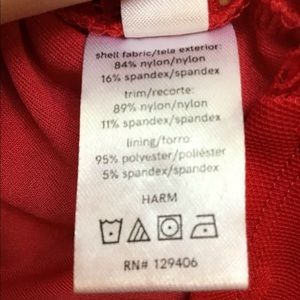 shell fabric/tela exterior:
84% nylon/nylon
16% spandex/spandex
trim/recorte:
89% nylon/nylon
11% spandex/spandex
lining/forro:
95% polyester/poliéster
5% spandex/spandex
HARM
RN# 129406